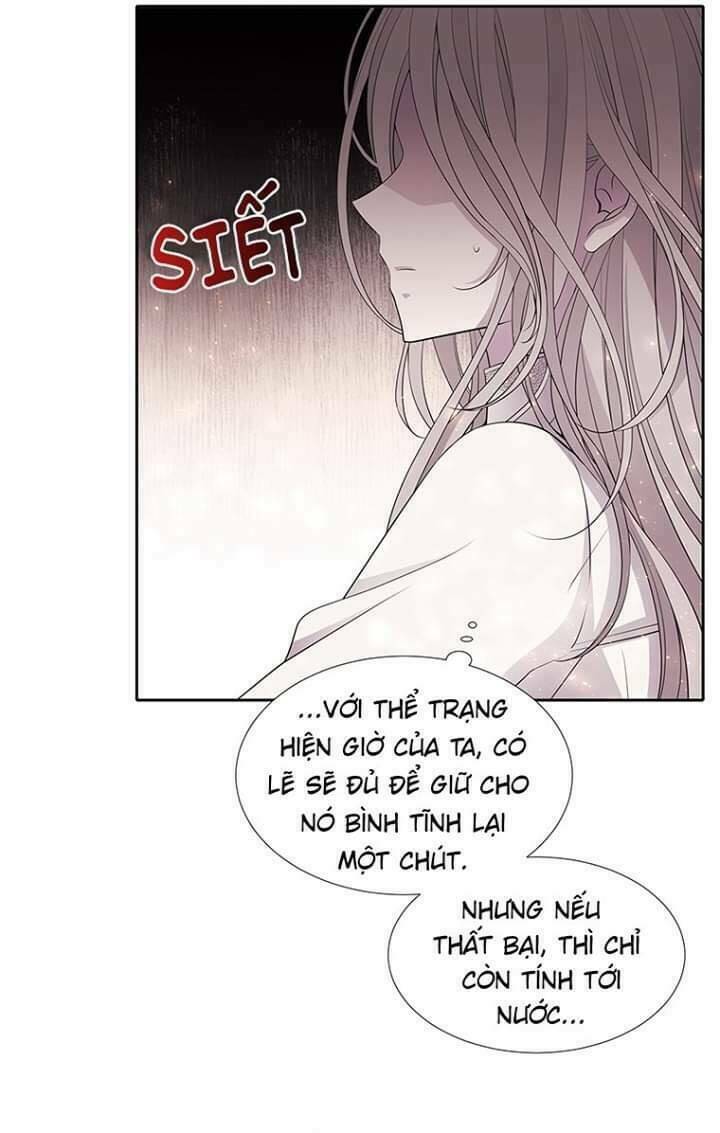 SIẾT
...VỚI THỂ TRẠNG
HIỆN GIỜ CỦA TA, CÓ
LẼ SẼ ĐỦ ĐỂ GIỮ CHO
NÓ BÌNH TĨNH LẠI
MỘT CHÚT.
NHƯNG NẾU
THẤT BẠI, THÌ CHỈ
CÒN TÍNH TỚI
NƯỚC...